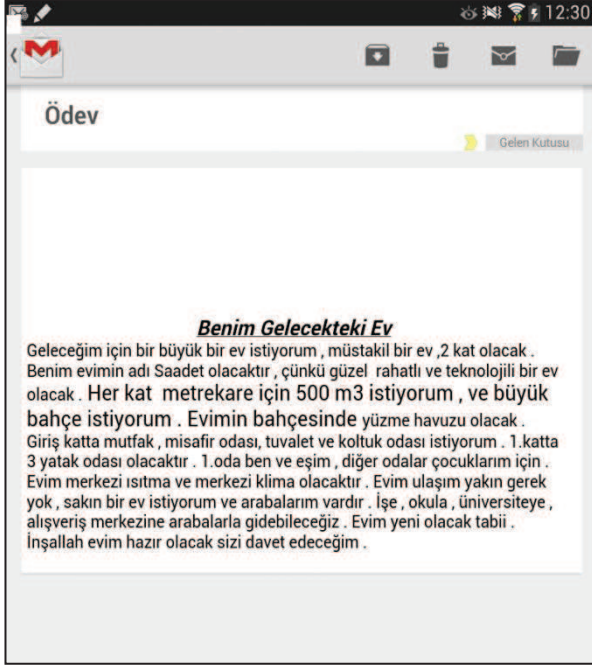 12:30
Ödev
Gelen Kutusu
Benim Gelecekteki Ev
Geleceğim için bir büyük bir ev istiyorum , müstakil bir ev ,2 kat olacak .
Benim evimin adı Saadet olacaktır , çünkü güzel rahatlı ve teknolojili bir ev
olacak . Her kat metrekare için 500 m3 istiyorum , ve büyük
bahçe istiyorum . Evimin bahçesinde yüzme havuzu olacak .
Giriş katta mutfak , misafir odası, tuvalet ve koltuk odası istiyorum . 1.katta
3 yatak odası olacaktır . 1.oda ben ve eşim , diğer odalar çocuklarım için .
Evim merkezi ısıtma ve merkezi klima olacaktır . Evim ulaşım yakın gerek
yok , sakın bir ev istiyorum ve arabalarım vardır . İşe , okula , üniversiteye ,
alışveriş merkezine arabalarla gidebileceğiz . Evim yeni olacak tabii .
İnşallah evim hazır olacak sizi davet edeceğim .